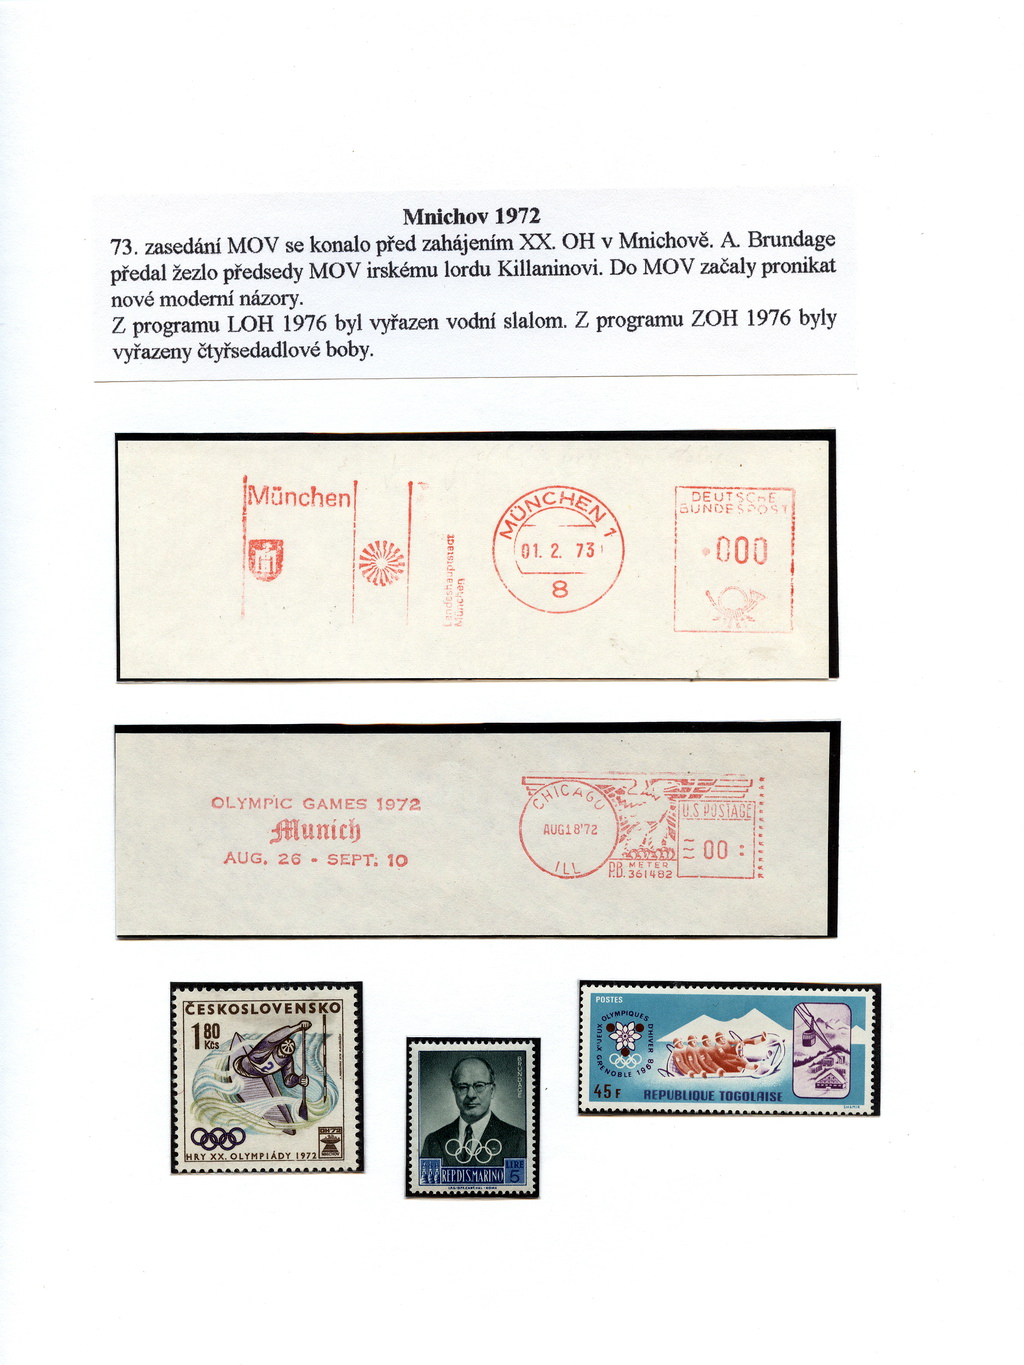 Mnichov 1972
73. zasedání MOV se konalo před zahájením XX. OH v Mnichově. A. Brundage
předal žezlo předsedy MOV irskému lordu Killaninovi. Do MOV začaly pronikat
nové moderní názory.
Z programu LOH 1976 byl vyřazen vodní slalom. Z programu ZOH 1976 byly
vyřazeny čtyřsedadlové boby.
München
Landeshauptstadt
München
MÜNCHEN 1
01. 2. 73
8
DEUTSCHE
BUNDESPOST
000
OLYMPIC GAMES 1972
Munich
AUG. 26 - SEPT. 10
CHICAGO
AUG18'72
ILL
P.B. METER
361482
U.S. POSTAGE
00
ČESKOSLOVENSKO
1 80
Kčs
HRY XX. OLYMPIÁDY 1972
BRUNDAGE
REP. DI S. MARINO
LIRE
5
POSTES
JEUX OLYMPIQUES D'HIVER
GRENOBLE 1968
45 F
REPUBLIQUE TOGOLAISE